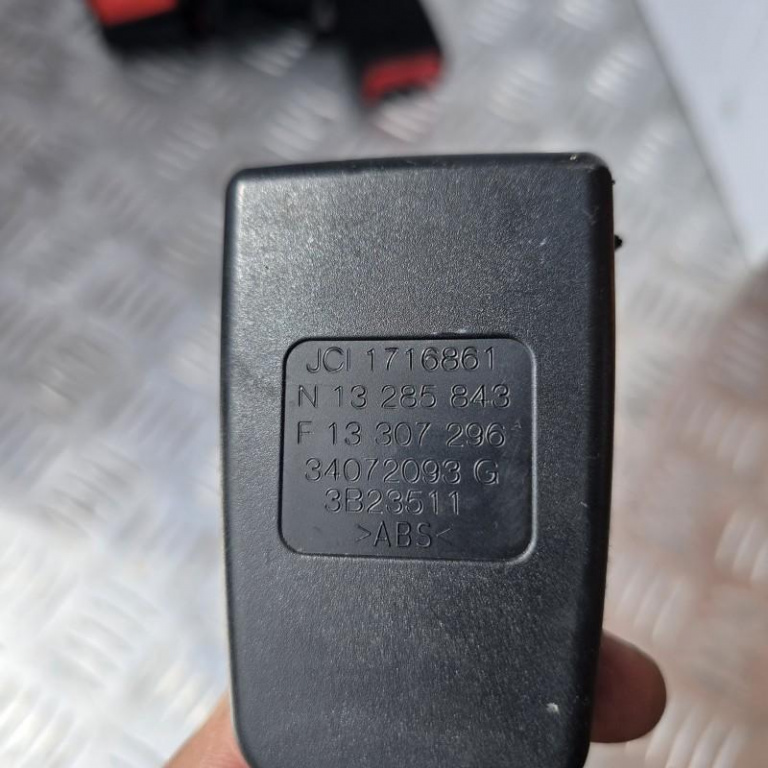 JCI 1716861
N 13 285 843
F 13 307 296
34072093 G
3B23511
>ABS<